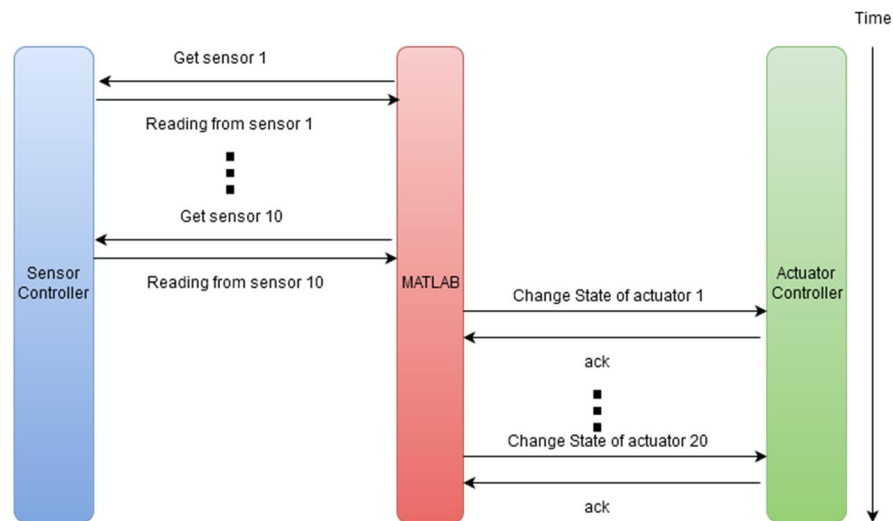 Time
Get sensor 1
Reading from sensor 1
Get sensor 10
Reading from sensor 10
Sensor
Controller
MATLAB
Actuator
Controller
Change State of actuator 1
ack
Change State of actuator 20
ack